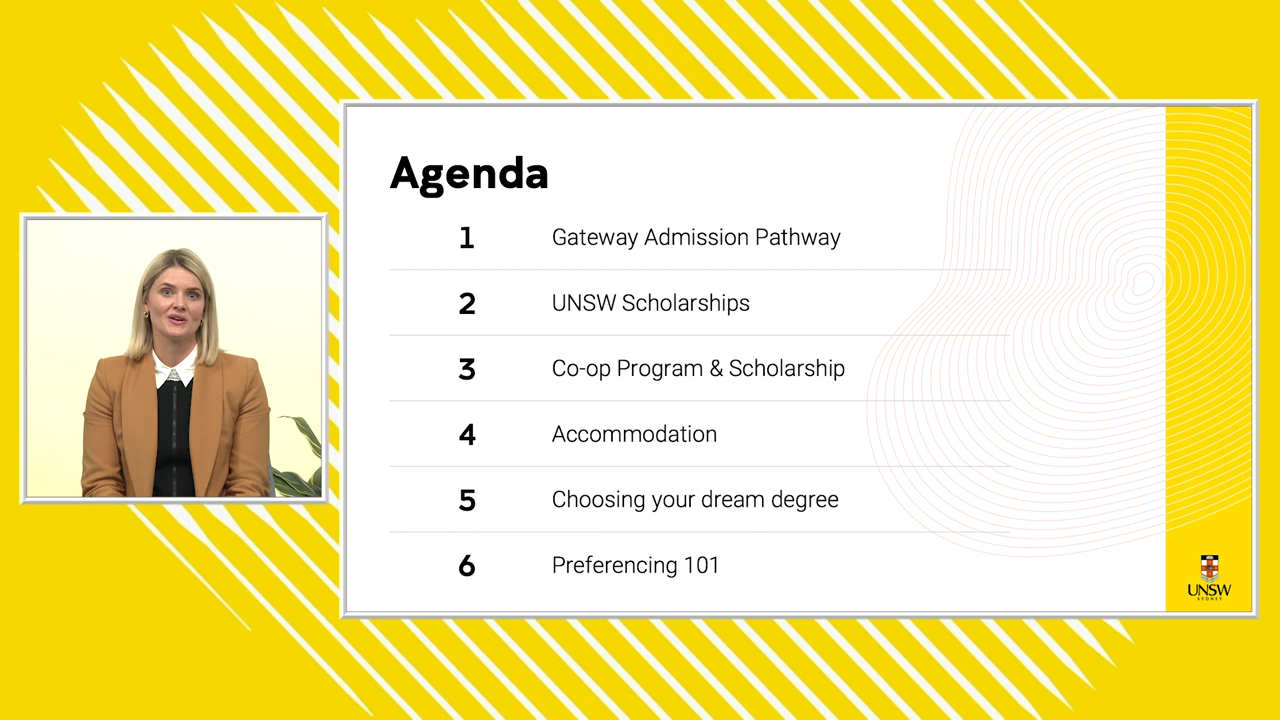 Agenda
1 Gateway Admission Pathway
2 UNSW Scholarships
3 Co-op Program & Scholarship
4 Accommodation
5 Choosing your dream degree
6 Preferencing 101
UNSW
SYDNEY